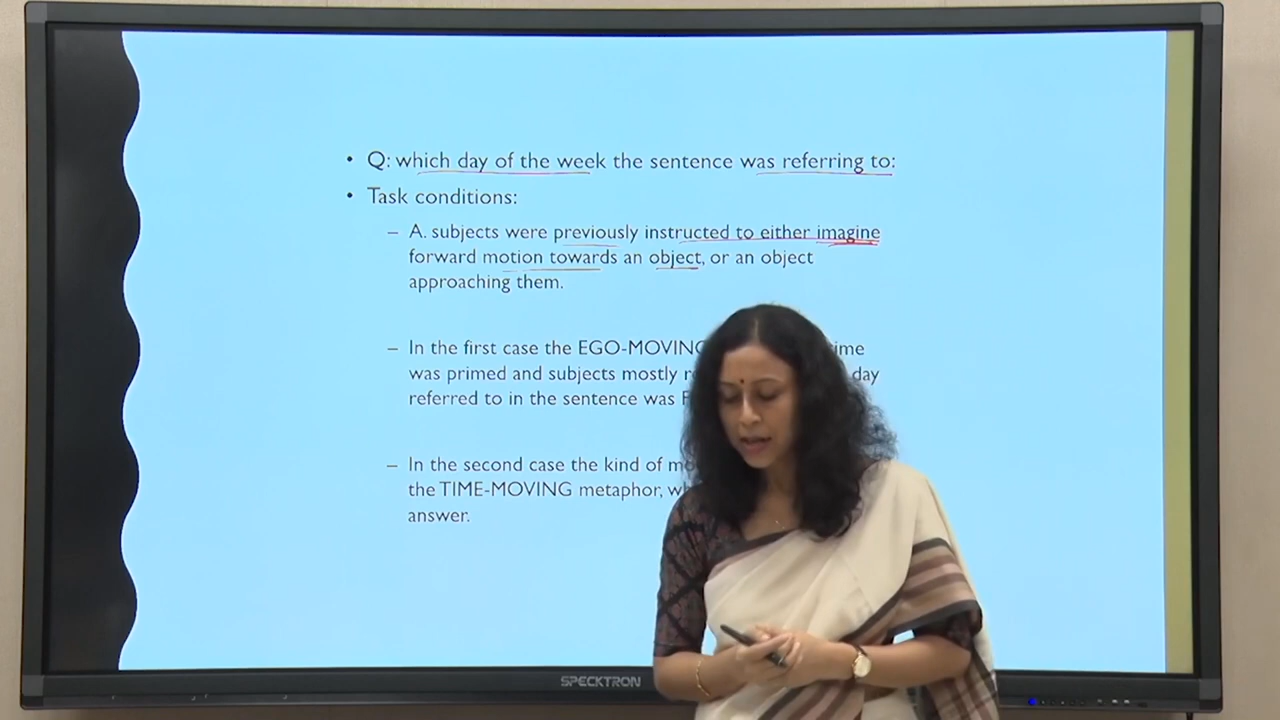 • Q: which day of the week the sentence was referring to:
• Task conditions:
– A. subjects were previously instructed to either imagine
forward motion towards an object, or an object
approaching them.
– In the first case the EGO-MOVING
was primed and subjects mostly day
referred to in the sentence was
– In the second case the kind of
the TIME-MOVING metaphor,
answer.
SPECKTRON